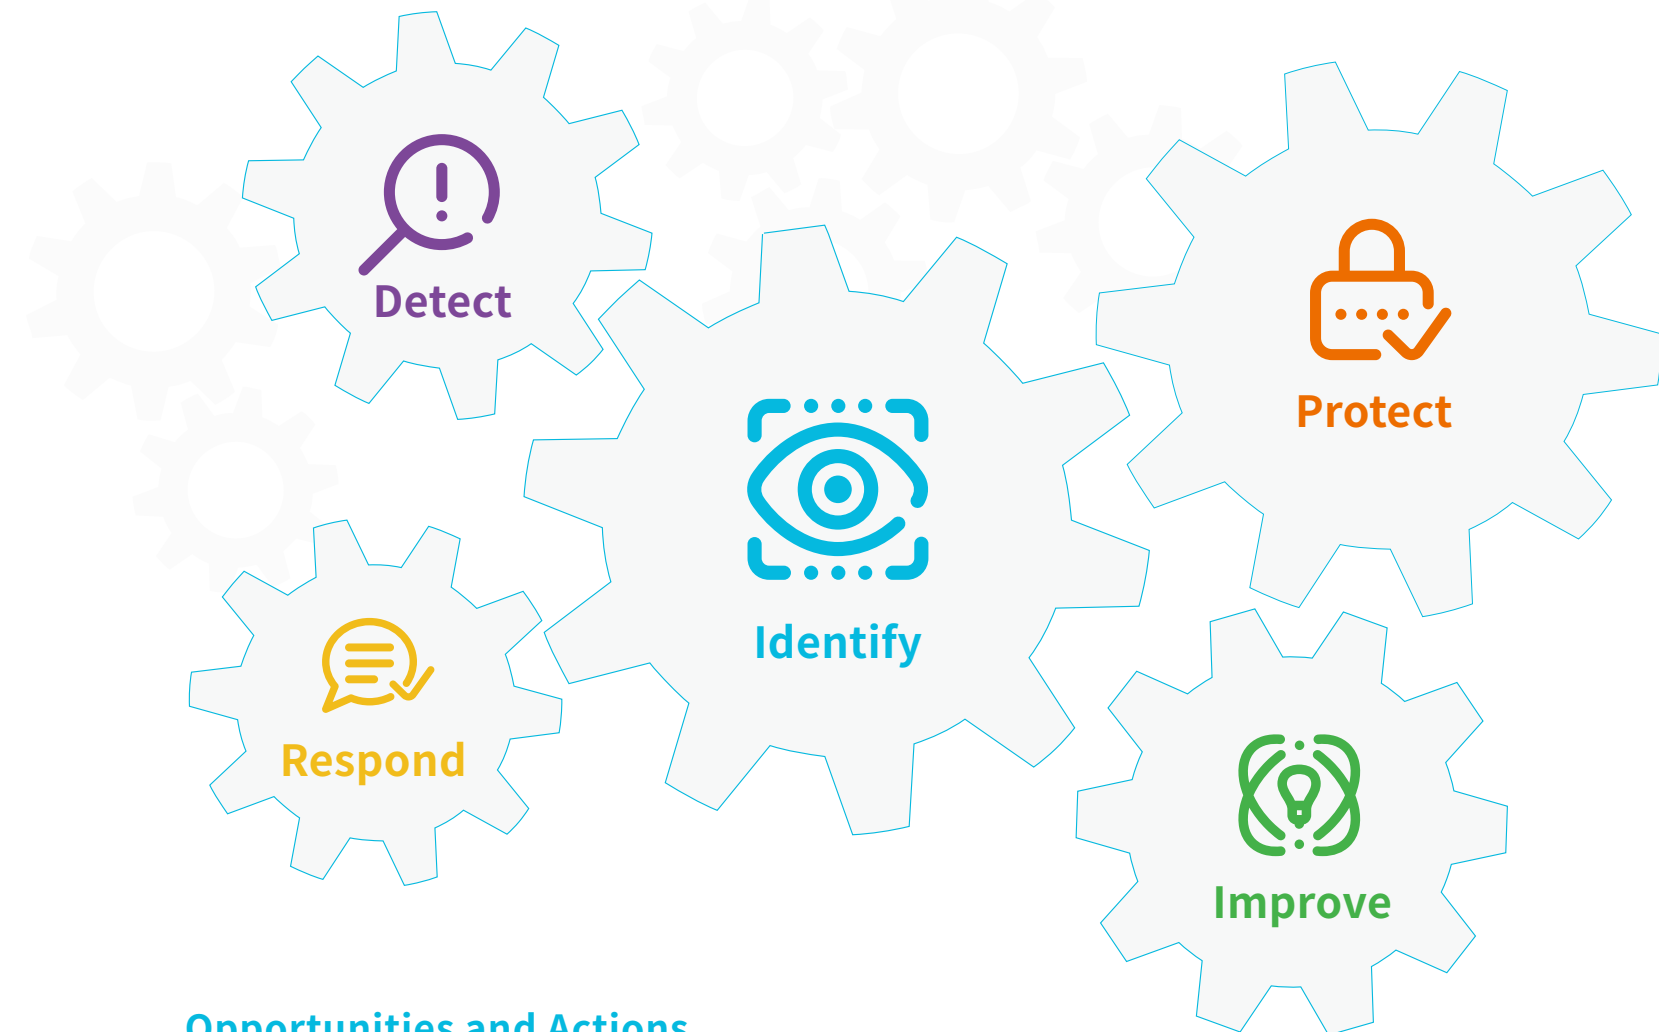 Detect
Protect
Identify
Respond
Improve
Opportunities and Actions